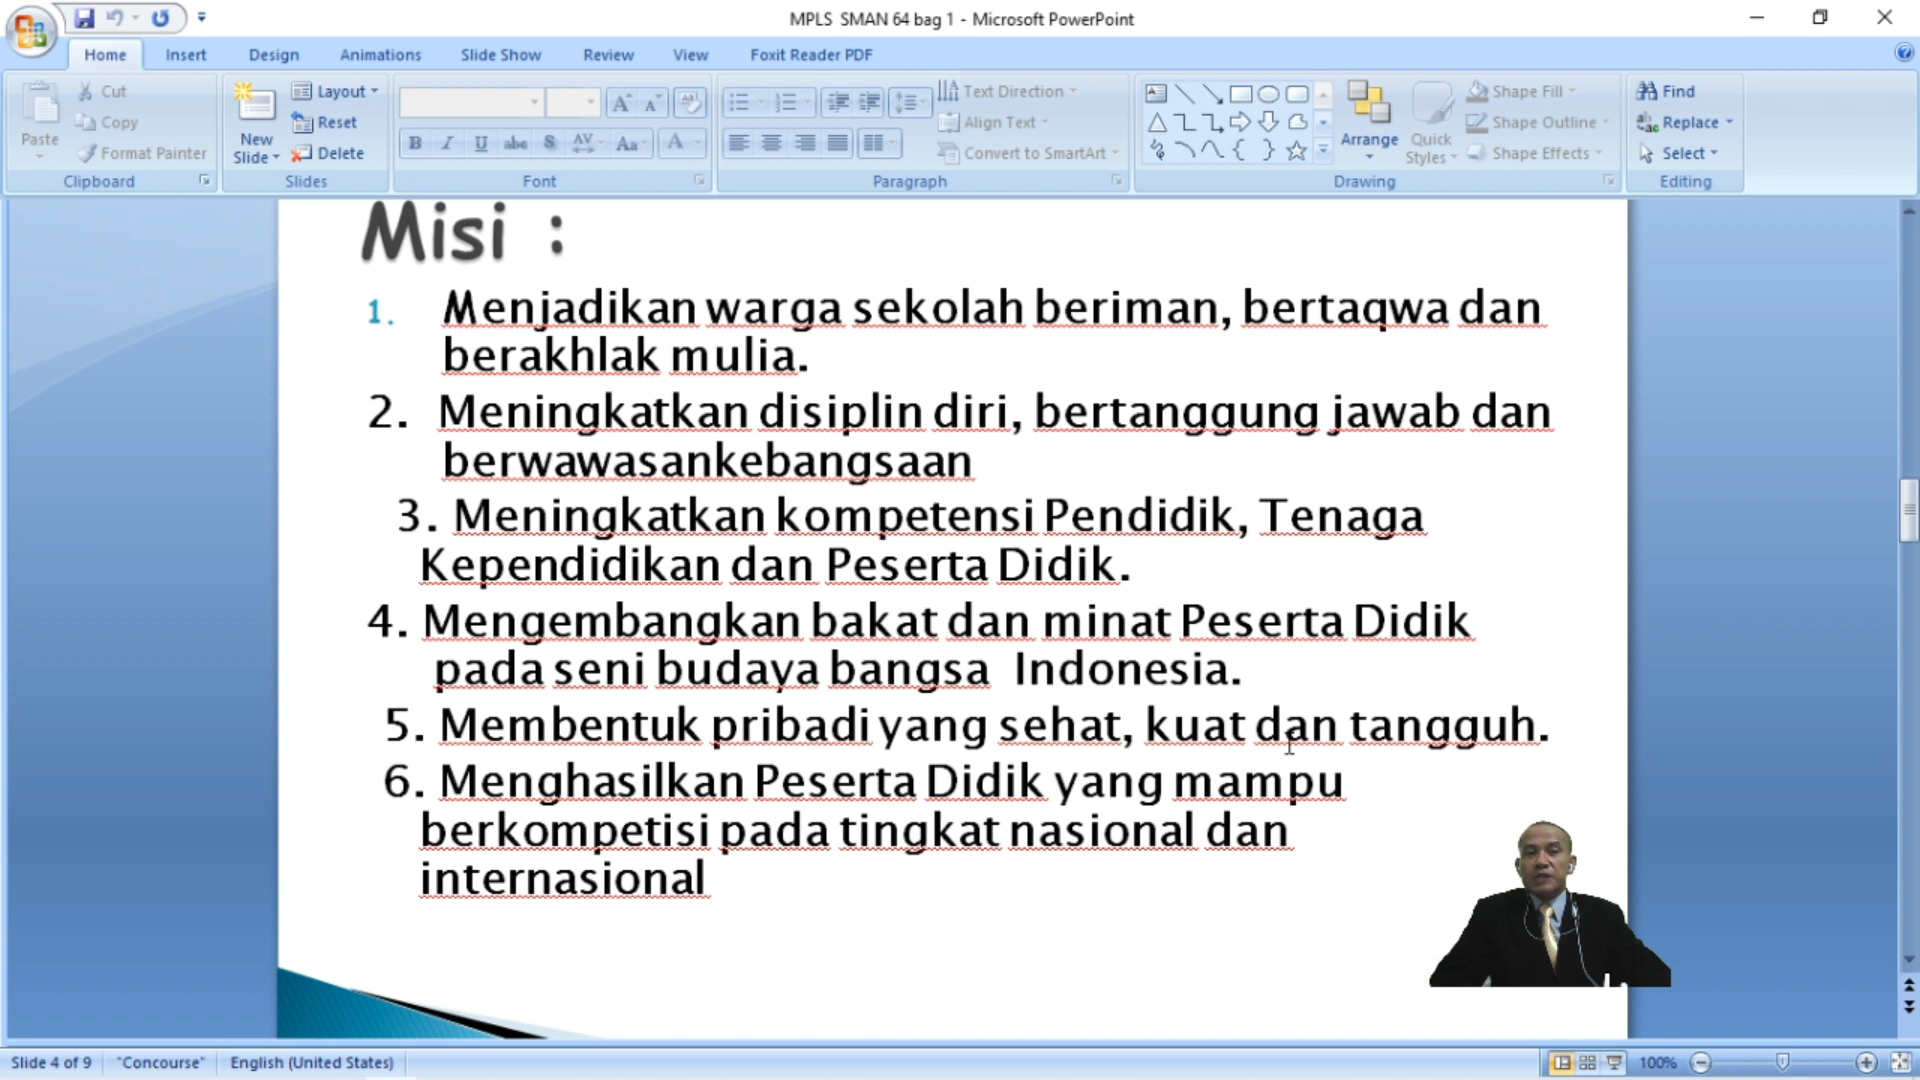 MPLS SMAN 64 bag 1 - Microsoft PowerPoint
Home Insert Design Animations Slide Show Review View Foxit Reader PDF
Paste
Cut
Copy
Format Painter
Clipboard
New Slide
Layout
Reset
Delete
Slides
Font
Text Direction
Align Text
Convert to SmartArt
Paragraph
Arrange
Quick Styles
Shape Fill
Shape Outline
Shape Effects
Drawing
Find
Replace
Select
Editing
Misi :
1. Menjadikan warga sekolah beriman, bertaqwa dan
berakhlak mulia.
2. Meningkatkan disiplin diri, bertanggung jawab dan
berwawasankebangsaan
3. Meningkatkan kompetensi Pendidik, Tenaga
Kependidikan dan Peserta Didik.
4. Mengembangkan bakat dan minat Peserta Didik
pada seni budaya bangsa Indonesia.
5. Membentuk pribadi yang sehat, kuat dan tangguh.
6. Menghasilkan Peserta Didik yang mampu
berkompetisi pada tingkat nasional dan
internasional
Slide 4 of 9 "Concourse" English (United States) 100%